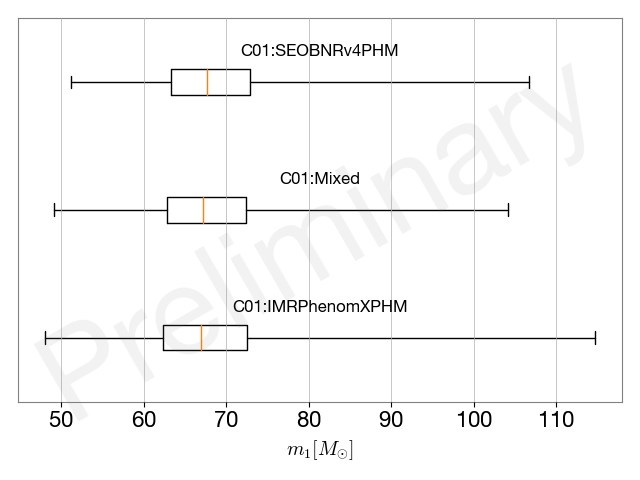 C01:SEOBNRv4PHM
C01:Mixed
C01:IMRPhenomXPHM
Preliminary
50 60 70 80 90 100 110
m₁[M☉]